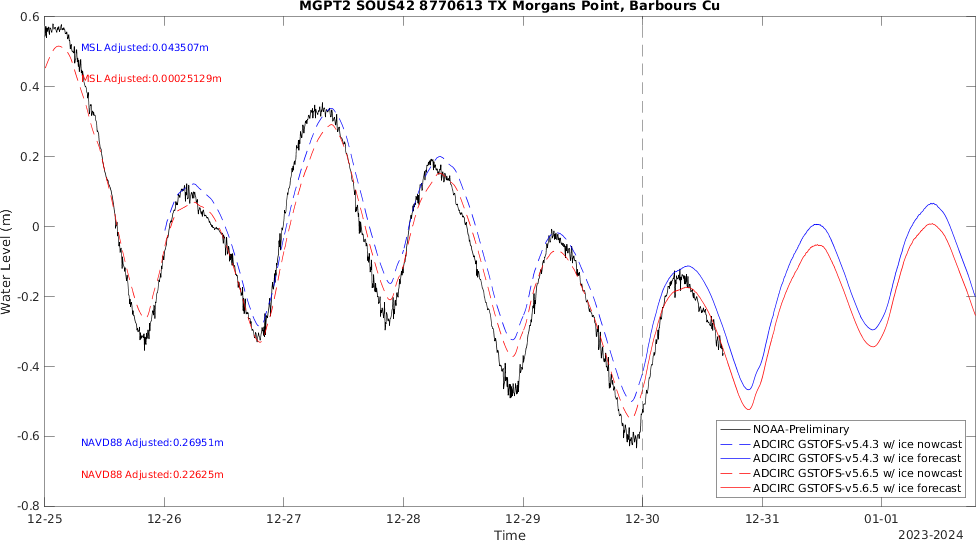 MGPT2 SOUS42 8770613 TX Morgans Point, Barbours Cu
0.6
MSL Adjusted:0.043507m
MSL Adjusted:0.00025129m
0.4
0.2
0
-0.2
-0.4
-0.6
-0.8
Water Level (m)
NAVD88 Adjusted:0.26951m
NAVD88 Adjusted:0.22625m
NOAA-Preliminary
ADCIRC GSTOFS-v5.4.3 w/ ice nowcast
ADCIRC GSTOFS-v5.4.3 w/ ice forecast
ADCIRC GSTOFS-v5.6.5 w/ ice nowcast
ADCIRC GSTOFS-v5.6.5 w/ ice forecast
12-25 12-26 12-27 12-28 12-29 12-30 12-31 01-01
Time
2023-2024